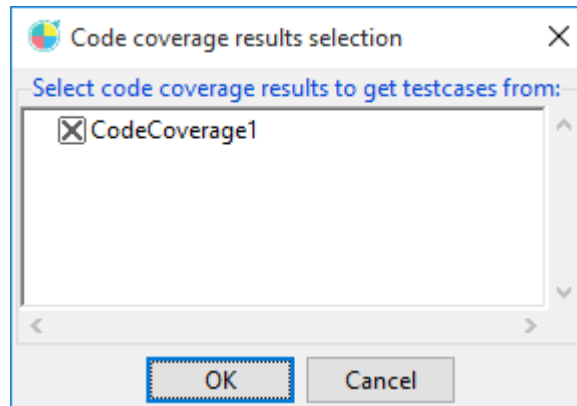 Code coverage results selection
Select code coverage results to get testcases from:
CodeCoverage1
OK
Cancel